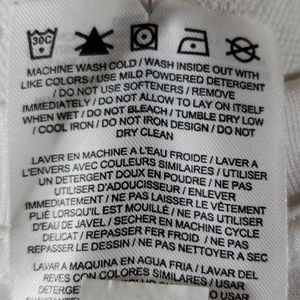 30C
MACHINE WASH COLD / WASH INSIDE OUT WITH
LIKE COLORS / USE MILD POWDERED DETERGENT
/ DO NOT USE SOFTENERS / REMOVE
IMMEDIATELY / DO NOT ALLOW TO LAY ON ITSELF
WHEN WET / DO NOT BLEACH / TUMBLE DRY LOW
/ COOL IRON / DO NOT IRON DESIGN / DO NOT
DRY CLEAN
LAVER EN MACHINE A L'EAU FROIDE / LAVER A
L'ENVERS AVEC COULEURS SIMILAIRES / UTILISER
UN DETERGENT DOUX EN POUDRE / NE PAS
UTILISER D'ADOUCISSEUR / ENLEVER
IMMEDIATEMENT / NE PAS LAISSER LE VETEMENT
PLIÉ LORSQU'IL EST MOUILLÉ / NE PAS UTILISER
D'EAU DE JAVEL / SECHER EN MACHINE CYCLE
DELICAT / REPASSER FER FROID / NE PAS
REPASSER LE DESSIN / NE PAS NETTOYER A SEC
LAVAR A MAQUINA EN AGUA FRIA / LAVAR DEL
REVES CON COLORES SIMILARES / USAR